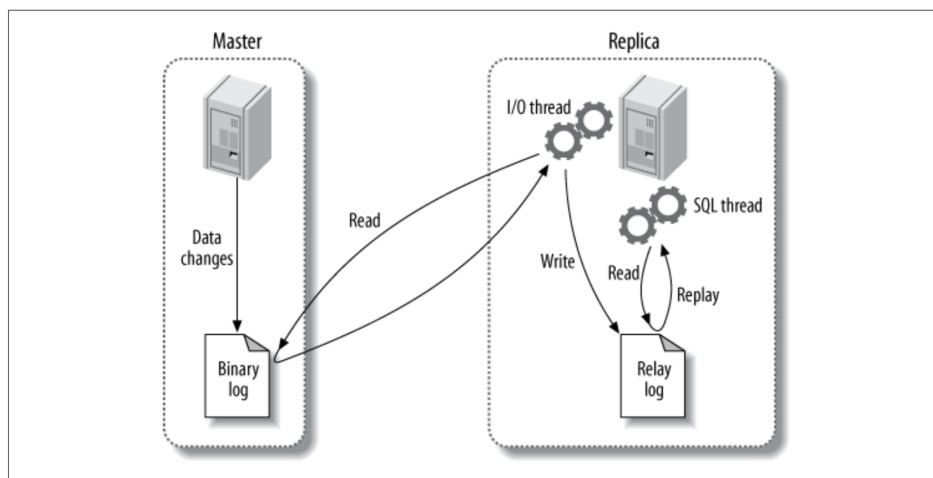 Master
Replica
I/O thread
SQL thread
Read
Data
changes
Write
Read
Replay
Binary
log
Relay
log